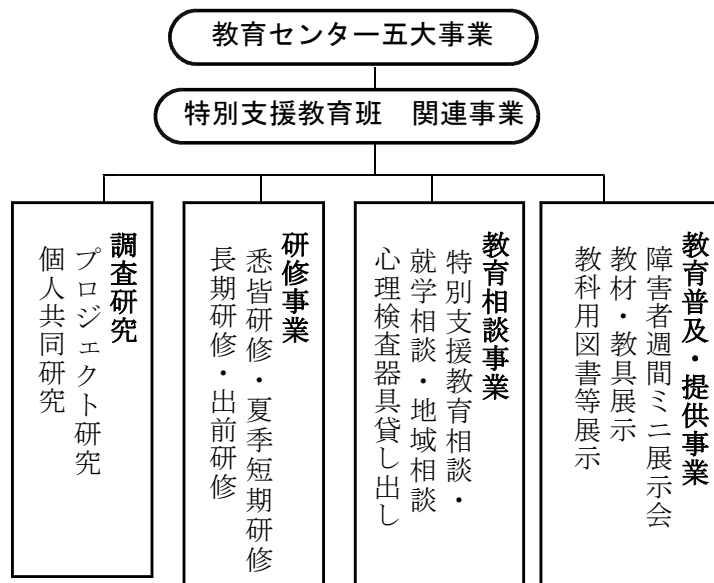 教育センター五大事業
特別支援教育班　関連事業
調査研究
プロジェクト研究
個人共同研究
研修事業
悉皆研修・夏季短期研修
長期研修・出前研修
教育相談事業
特別支援教育相談・
就学相談・地域相談
心理検査器具貸し出し
教育普及・提供事業
障害者週間ミニ展示会
教材・教具展示
教科用図書等展示